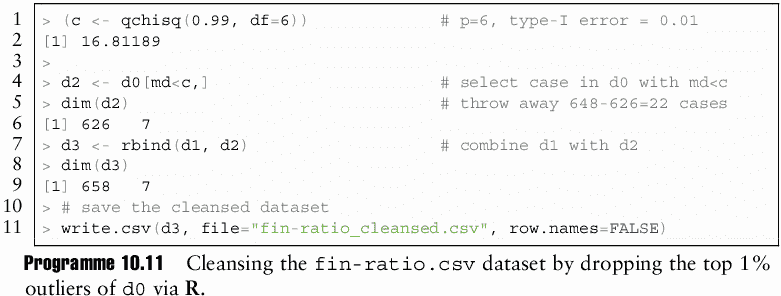 1 > (c <- qchisq(0.99, df=6)) # p=6, type-I error = 0.01
2 [1] 16.81189
3 >
4 > d2 <- d0[md<c,] # select case in d0 with md<c
5 > dim(d2) # throw away 648-626=22 cases
6 [1] 626 7
7 > d3 <- rbind(d1, d2) # combine d1 with d2
8 > dim(d3)
9 [1] 658 7
10 > # save the cleansed dataset
11 > write.csv(d3, file="fin-ratio_cleansed.csv", row.names=FALSE)
Programme 10.11 Cleansing the fin-ratio.csv dataset by dropping the top 1%
outliers of d0 via R.